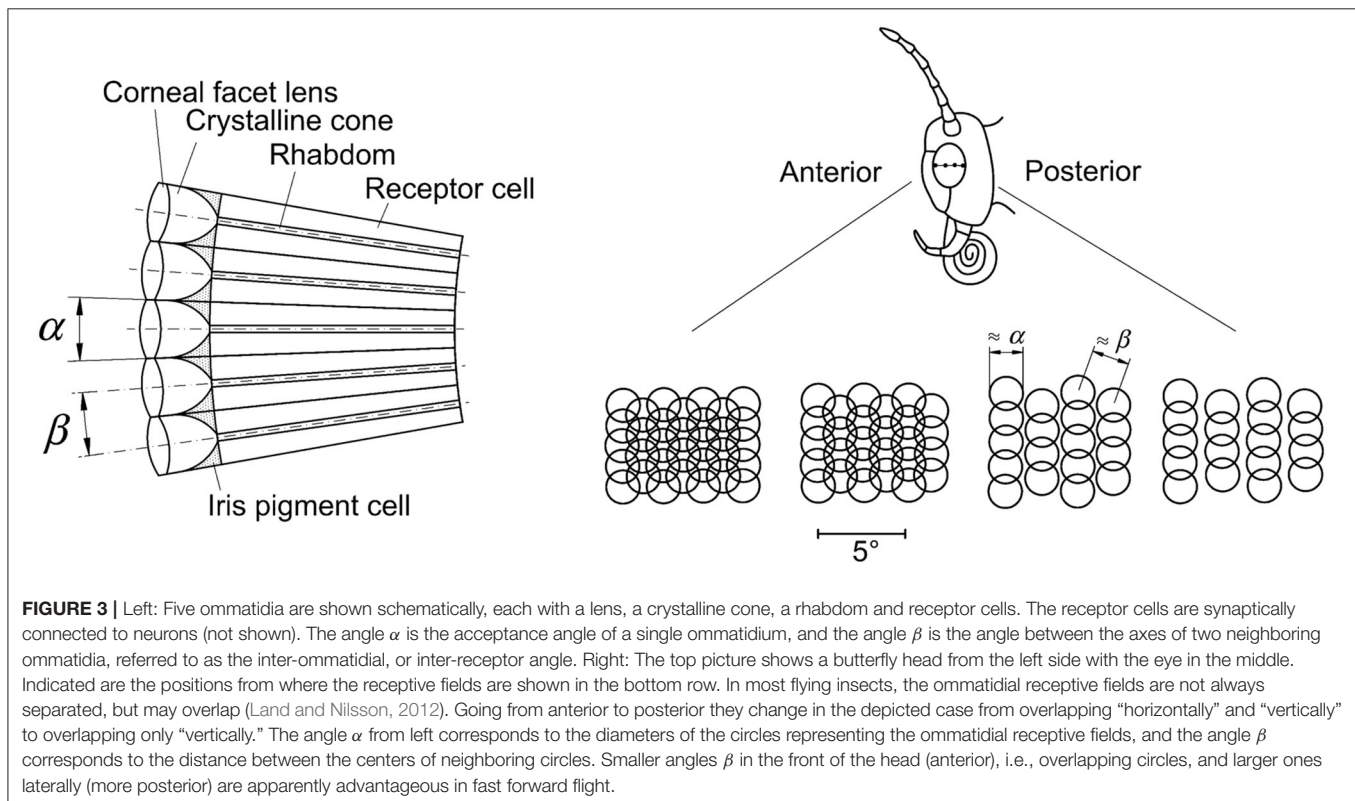 Corneal facet lens
Crystalline cone
Rhabdom
Receptor cell
α
β
Iris pigment cell
Anterior
Posterior
≈ α
≈ β
5°
FIGURE 3 | Left: Five ommatidia are shown schematically, each with a lens, a crystalline cone, a rhabdom and receptor cells. The receptor cells are synaptically
connected to neurons (not shown). The angle α is the acceptance angle of a single ommatidium, and the angle β is the angle between the axes of two neighboring
ommatidia, referred to as the inter-ommatidial, or inter-receptor angle. Right: The top picture shows a butterfly head from the left side with the eye in the middle.
Indicated are the positions from where the receptive fields are shown in the bottom row. In most flying insects, the ommatidial receptive fields are not always
separated, but may overlap (Land and Nilsson, 2012). Going from anterior to posterior they change in the depicted case from overlapping “horizontally” and “vertically”
to overlapping only “vertically.” The angle α from left corresponds to the diameters of the circles representing the ommatidial receptive fields, and the angle β
corresponds to the distance between the centers of neighboring circles. Smaller angles β in the front of the head (anterior), i.e., overlapping circles, and larger ones
laterally (more posterior) are apparently advantageous in fast forward flight.